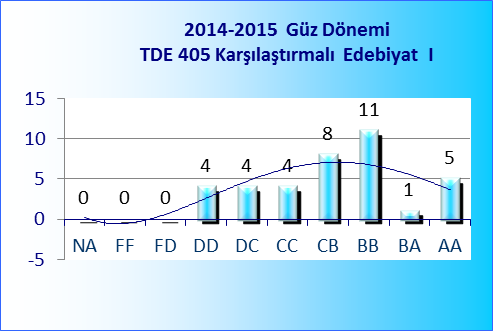 2014-2015 Güz Dönemi
TDE 405 Karşılaştırmalı Edebiyat I
15
10
5
0
-5
0 0 0 4 4 4 8 11 1 5
NA FF FD DD DC CC CB BB BA AA